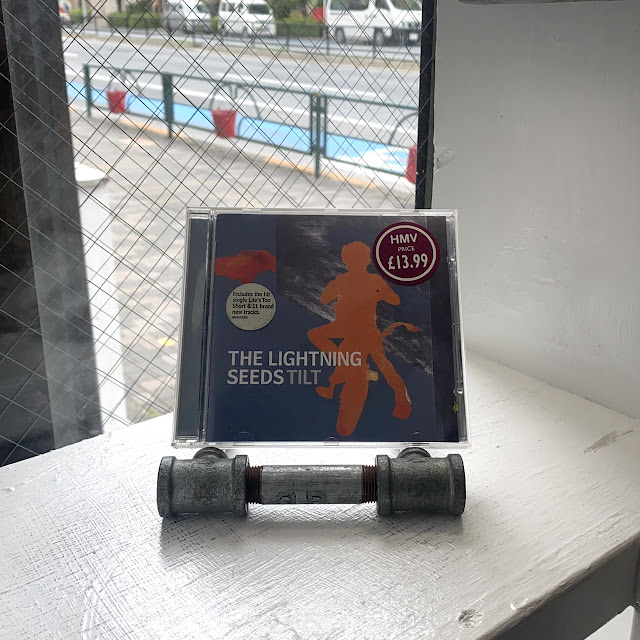 HMV
PRICE
£13.99
Includes the hit
single Life's Too
Short & 11 brand
new tracks.
THE LIGHTNING
SEEDS TILT